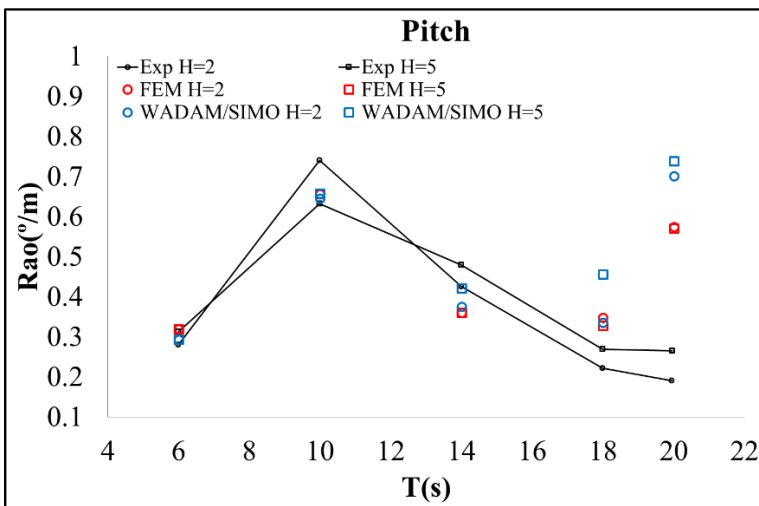 Pitch
1
Exp H=2
Exp H=5
0.9
FEM H=2
FEM H=5
0.8
WADAM/SIMO H=2
WADAM/SIMO H=5
0.7
0.6
0.5
0.4
0.3
0.2
0.1
Rao(º/m)
4 6 8 10 12 14 16 18 20 22
T(s)